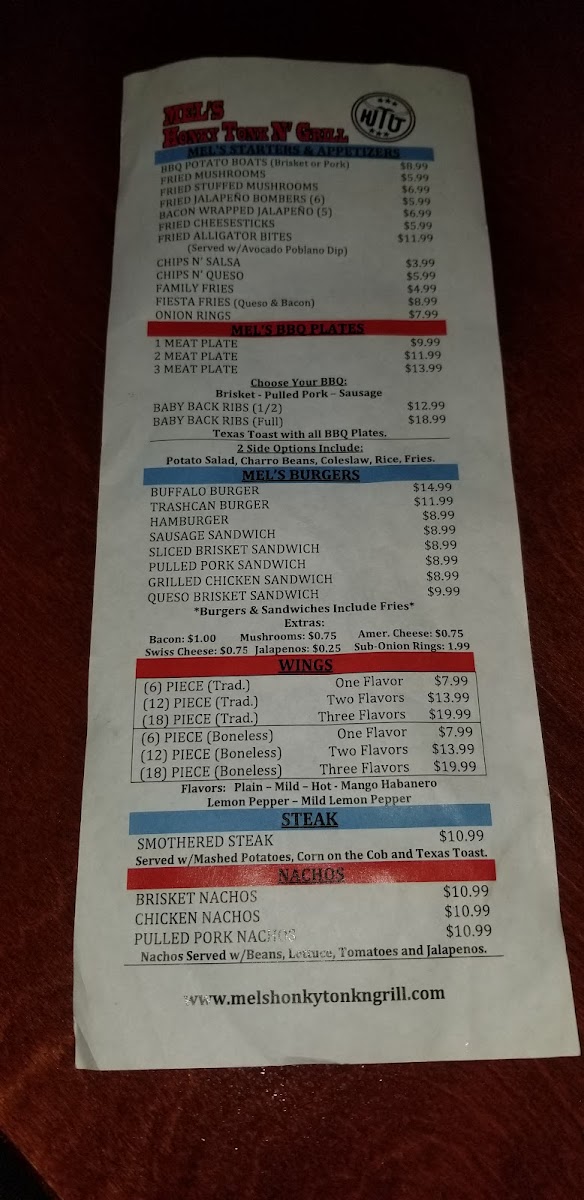 MEL'S
HONKY TONK N' GRILL
HTT
MEL'S STARTERS & APPETIZERS
BBQ POTATO BOATS (Brisket or Pork) $8.99
FRIED MUSHROOMS $5.99
FRIED STUFFED MUSHROOMS $6.99
FRIED JALAPEÑO BOMBERS (6) $5.99
BACON WRAPPED JALAPEÑO (5) $6.99
FRIED CHEESESTICKS $5.99
FRIED ALLIGATOR BITES $11.99
(Served w/Avocado Poblano Dip)
CHIPS N' SALSA $3.99
CHIPS N' QUESO $5.99
FAMILY FRIES $4.99
FIESTA FRIES (Queso & Bacon) $8.99
ONION RINGS $7.99
MEL'S BBQ PLATES
1 MEAT PLATE $9.99
2 MEAT PLATE $11.99
3 MEAT PLATE $13.99
Choose Your BBQ:
Brisket - Pulled Pork – Sausage
BABY BACK RIBS (1/2) $12.99
BABY BACK RIBS (Full) $18.99
Texas Toast with all BBQ Plates.
2 Side Options Include:
Potato Salad, Charro Beans, Coleslaw, Rice, Fries.
MEL'S BURGERS
BUFFALO BURGER $14.99
TRASHCAN BURGER $11.99
HAMBURGER $8.99
SAUSAGE SANDWICH $8.99
SLICED BRISKET SANDWICH $8.99
PULLED PORK SANDWICH $8.99
GRILLED CHICKEN SANDWICH $8.99
QUESO BRISKET SANDWICH $9.99
*Burgers & Sandwiches Include Fries*
Extras:
Bacon: $1.00 Mushrooms: $0.75 Amer. Cheese: $0.75
Swiss Cheese: $0.75 Jalapenos: $0.25 Sub-Onion Rings: 1.99
WINGS
(6) PIECE (Trad.) One Flavor $7.99
(12) PIECE (Trad.) Two Flavors $13.99
(18) PIECE (Trad.) Three Flavors $19.99
(6) PIECE (Boneless) One Flavor $7.99
(12) PIECE (Boneless) Two Flavors $13.99
(18) PIECE (Boneless) Three Flavors $19.99
Flavors: Plain – Mild – Hot - Mango Habanero
Lemon Pepper – Mild Lemon Pepper
STEAK
SMOTHERED STEAK $10.99
Served w/Mashed Potatoes, Corn on the Cob and Texas Toast.
NACHOS
BRISKET NACHOS $10.99
CHICKEN NACHOS $10.99
PULLED PORK NACHOS $10.99
Nachos Served w/Beans, Lettuce, Tomatoes and Jalapenos.
www.melshonkytonkngrill.com